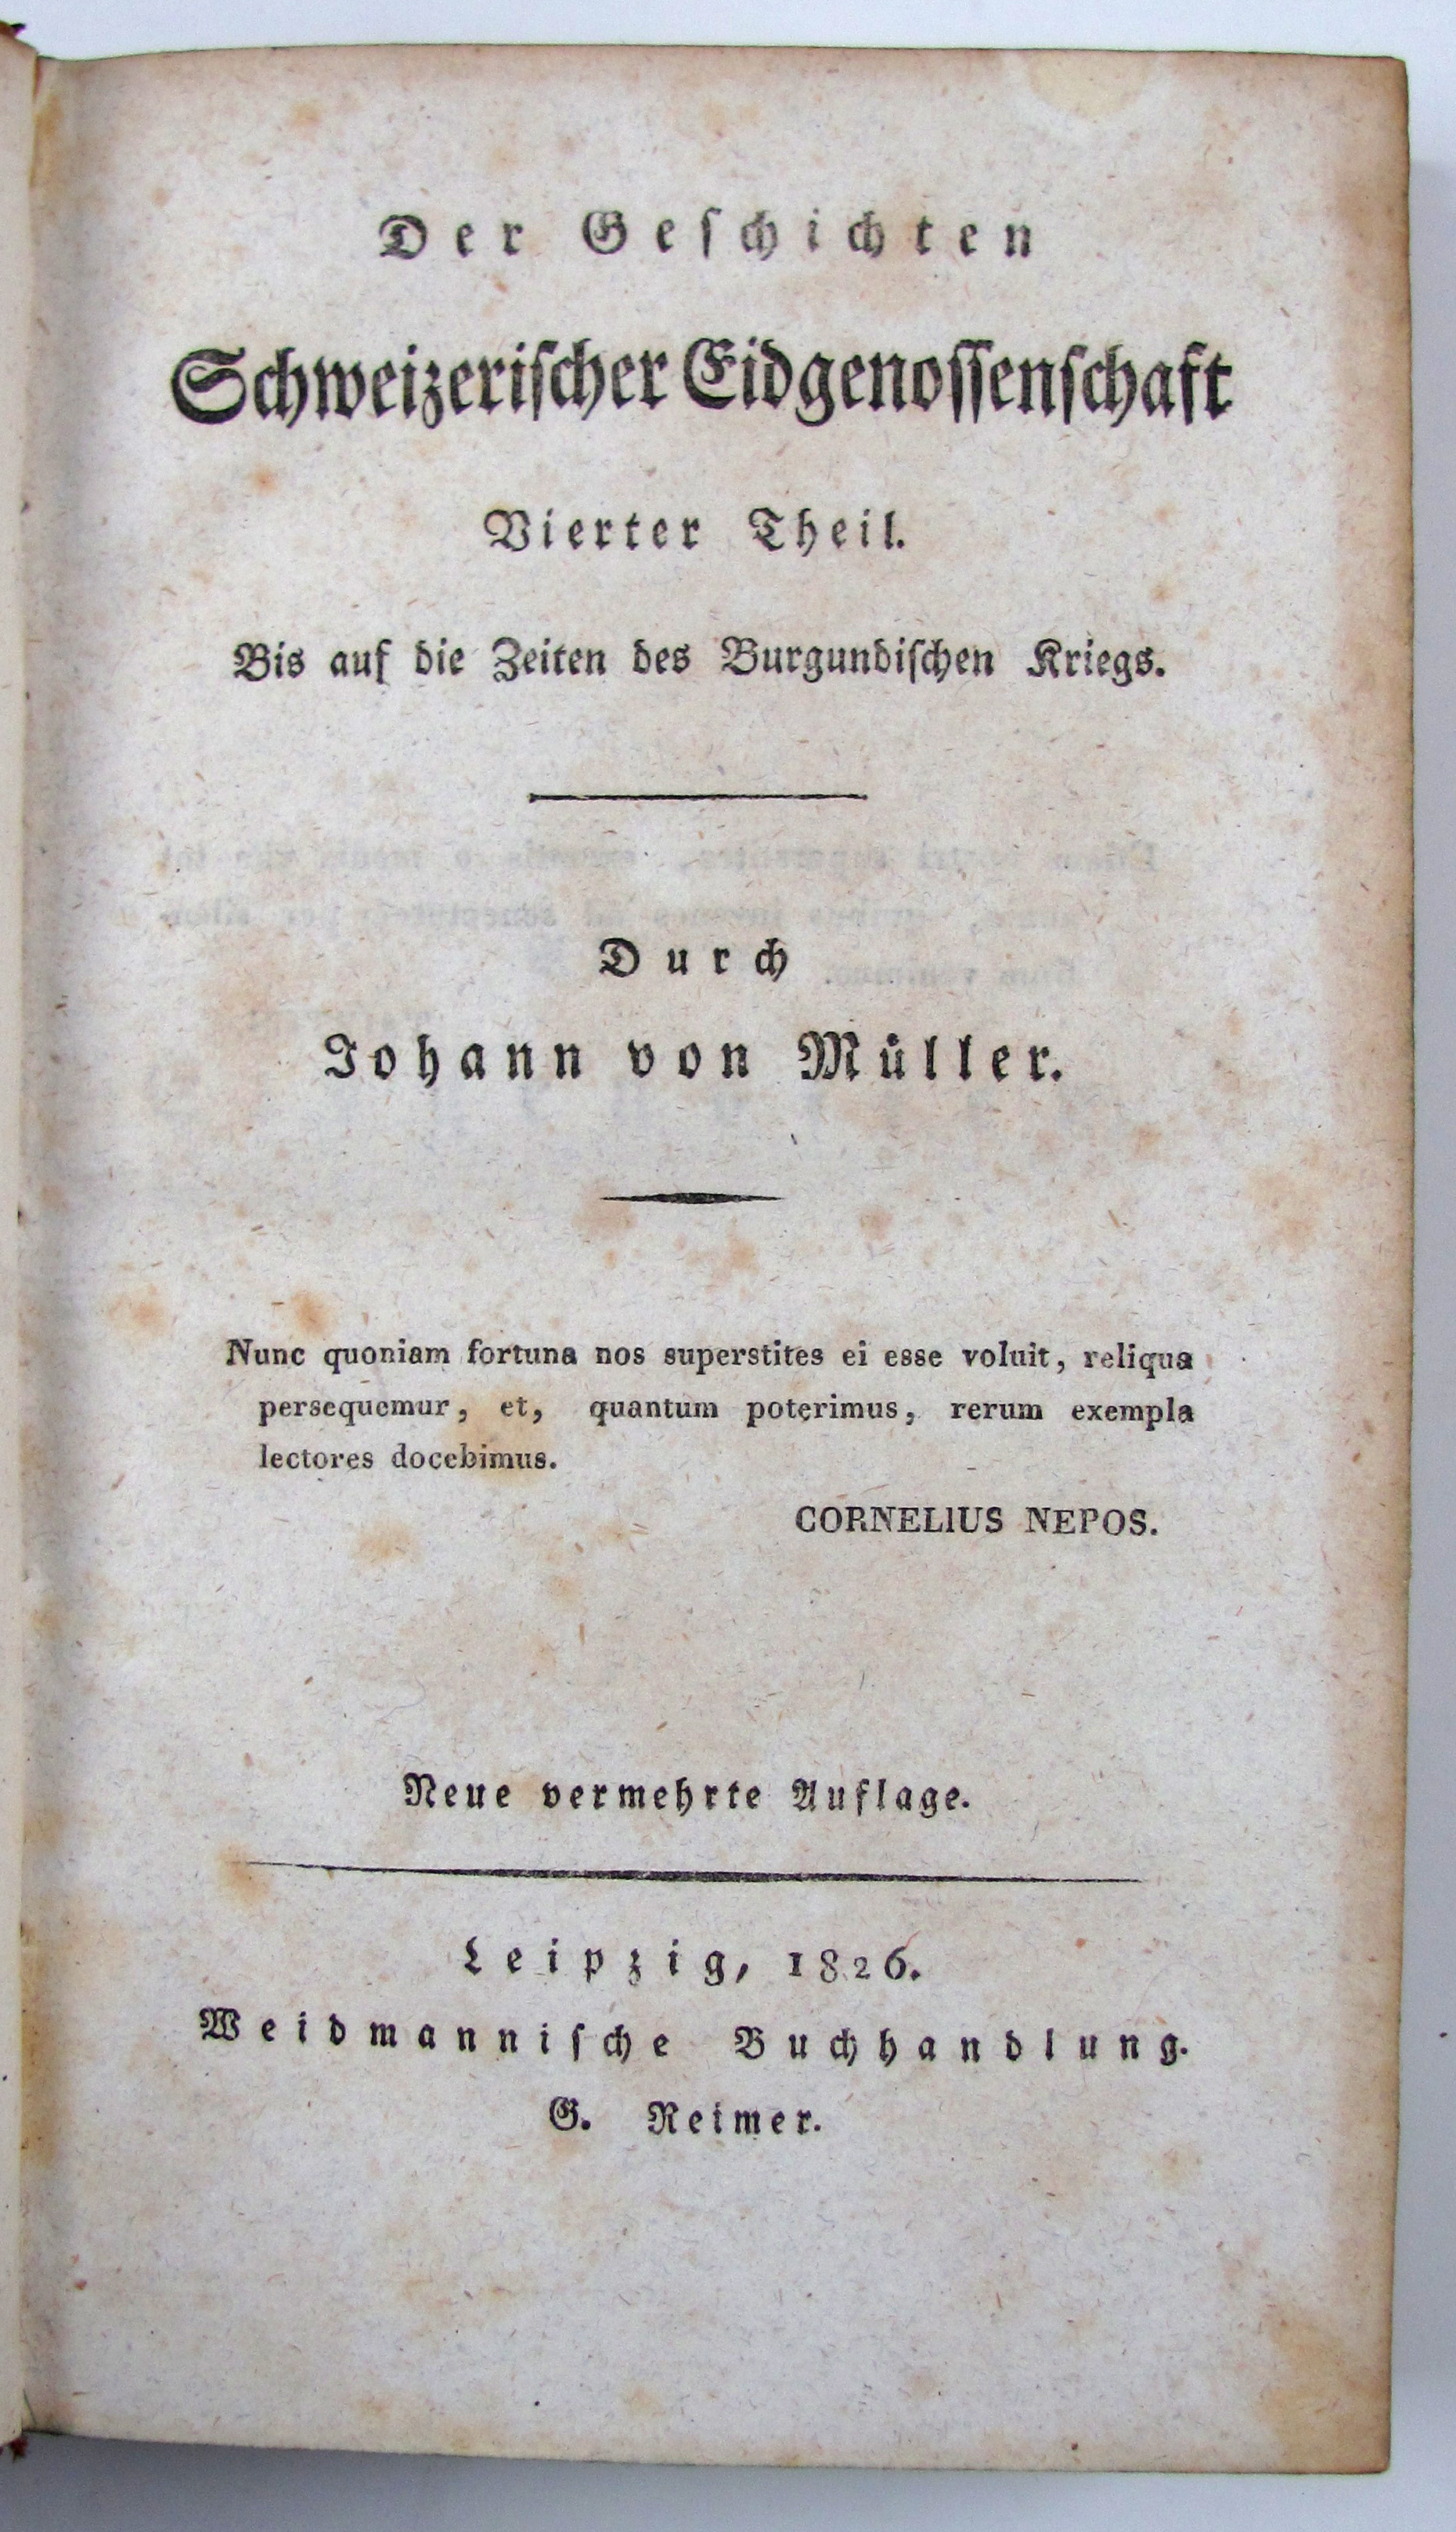 Der Geschichten
Schweizerischer Eidgenossenschaft
Vierter Theil.
Bis auf die Zeiten des Burgundischen Kriegs.
Durch
Johann von Müller.
Nunc quoniam fortuna nos superstites ei esse voluit, reliqua
persequemur, et, quantum poterimus, rerum exempla
lectores docebimus.
CORNELIUS NEPOS.
Neue vermehrte Auflage.
Leipzig, 1826.
Weidmannische Buchhandlung.
G. Reimer.